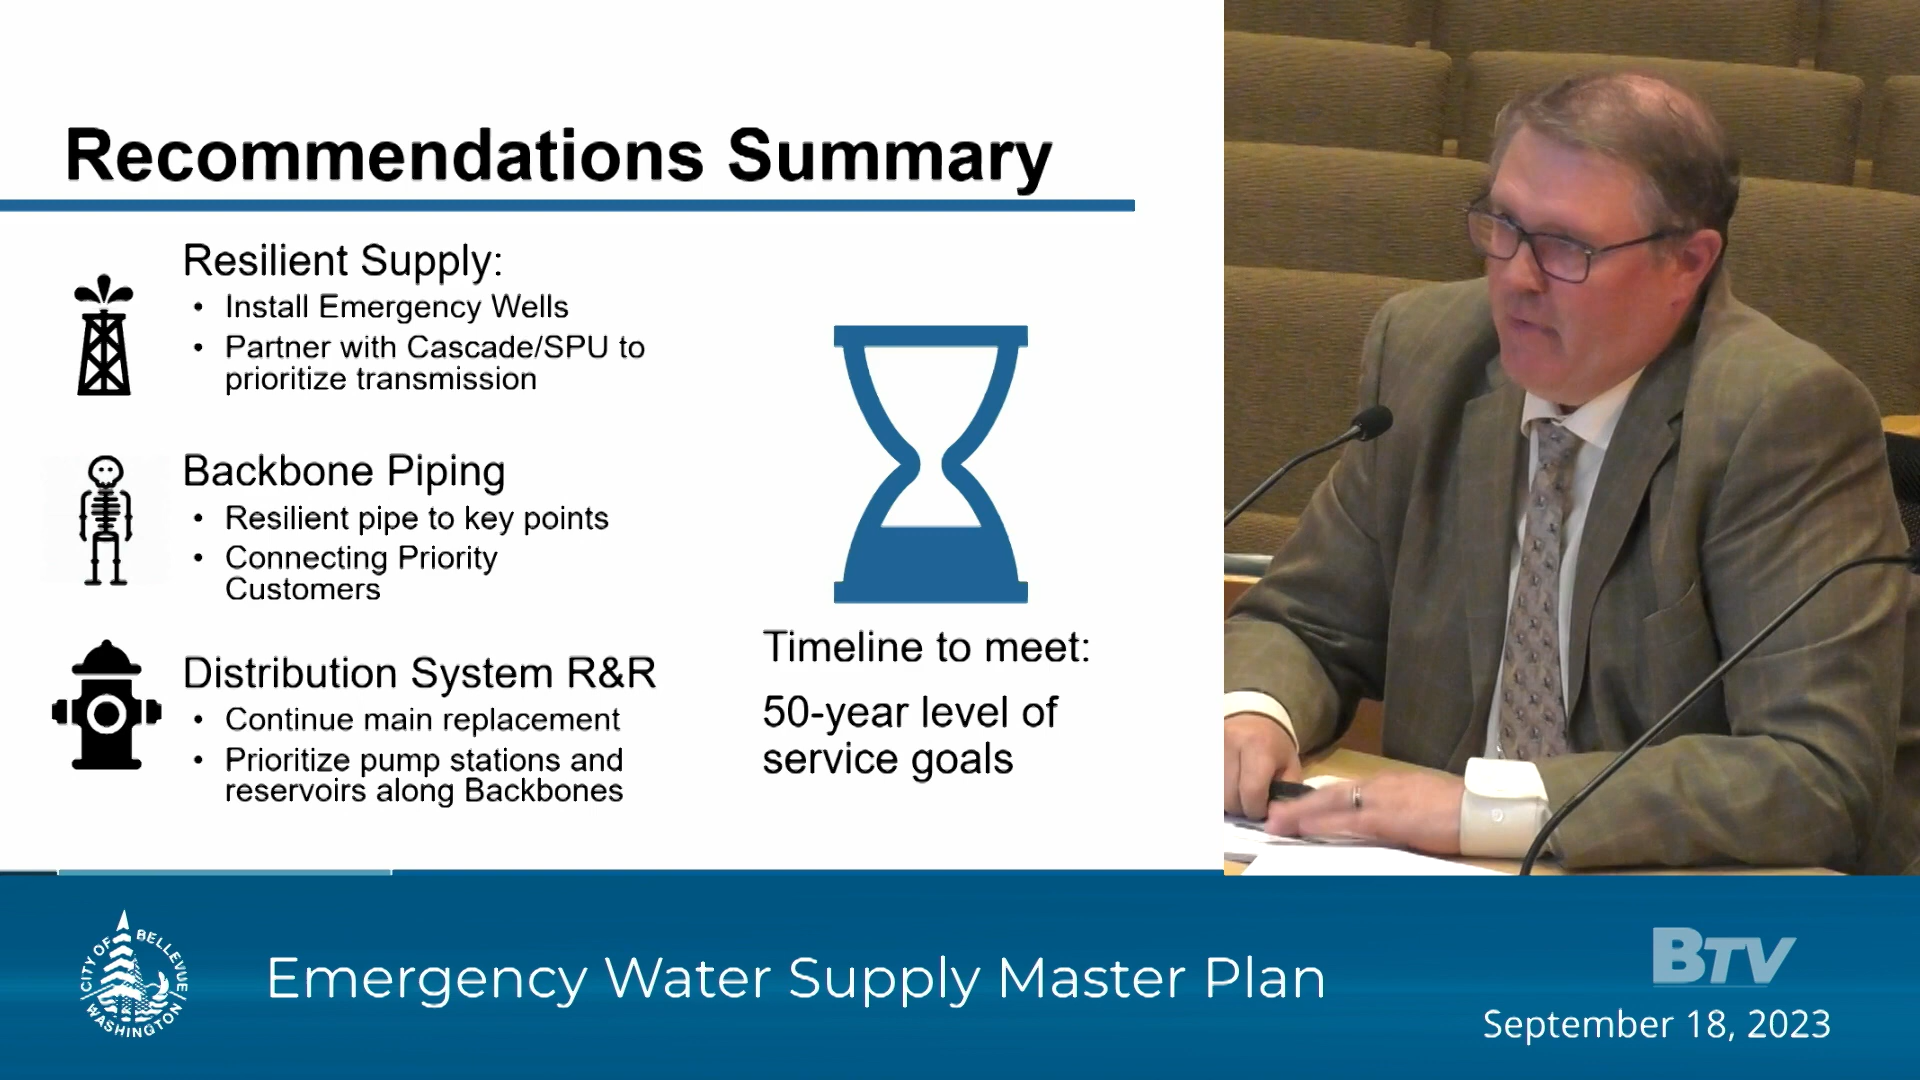 Recommendations Summary
Resilient Supply:
• Install Emergency Wells
• Partner with Cascade/SPU to
prioritize transmission
Backbone Piping
• Resilient pipe to key points
• Connecting Priority
Customers
Distribution System R&R
• Continue main replacement
• Prioritize pump stations and
reservoirs along Backbones
Timeline to meet:
50-year level of
service goals
CITY OF BELLEVUE
WASHINGTON
Emergency Water Supply Master Plan
BTV
September 18, 2023